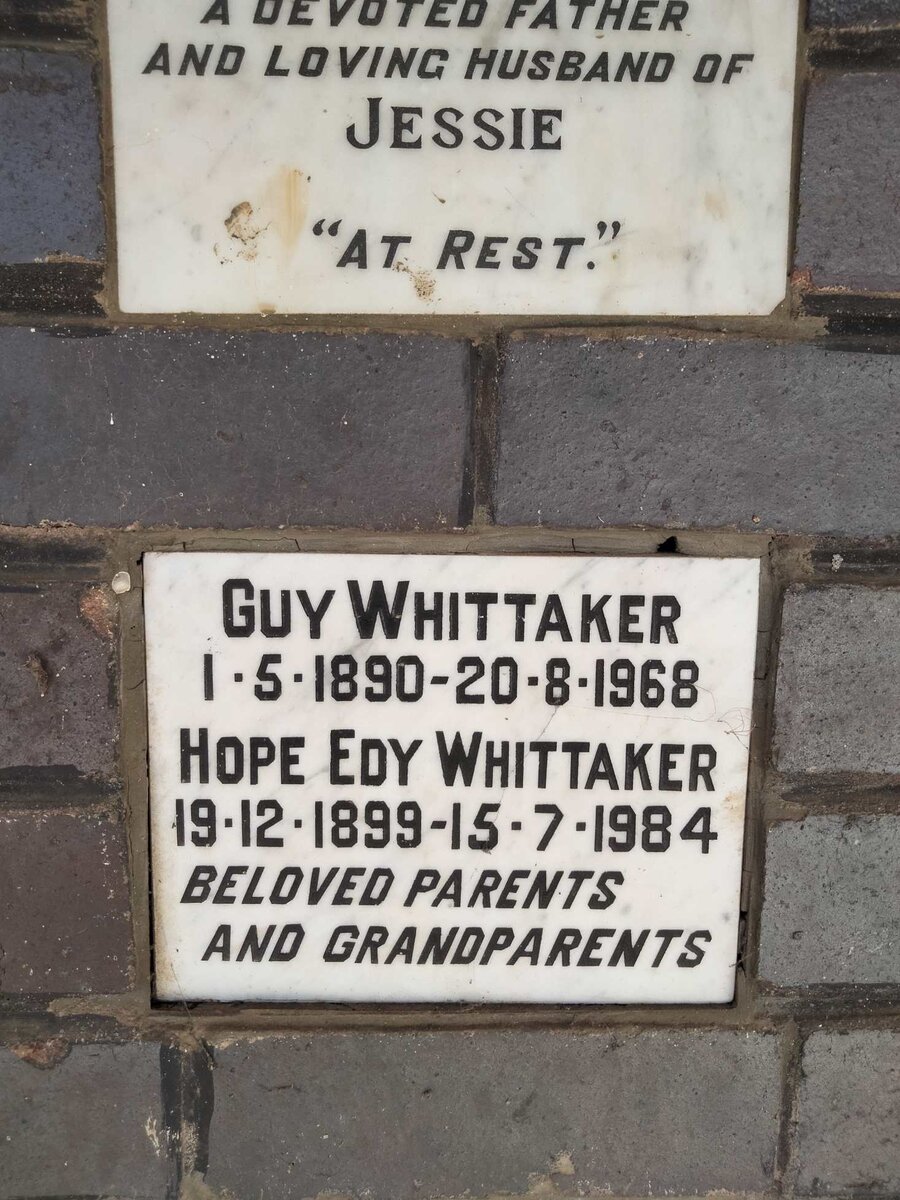 A DEVOTED FATHER
AND LOVING HUSBAND OF
JESSIE
"AT REST."
GUY WHITTAKER
1·5·1890-20·8·1968
HOPE EDY WHITTAKER
19·12·1899-15·7·1984
BELOVED PARENTS
AND GRANDPARENTS